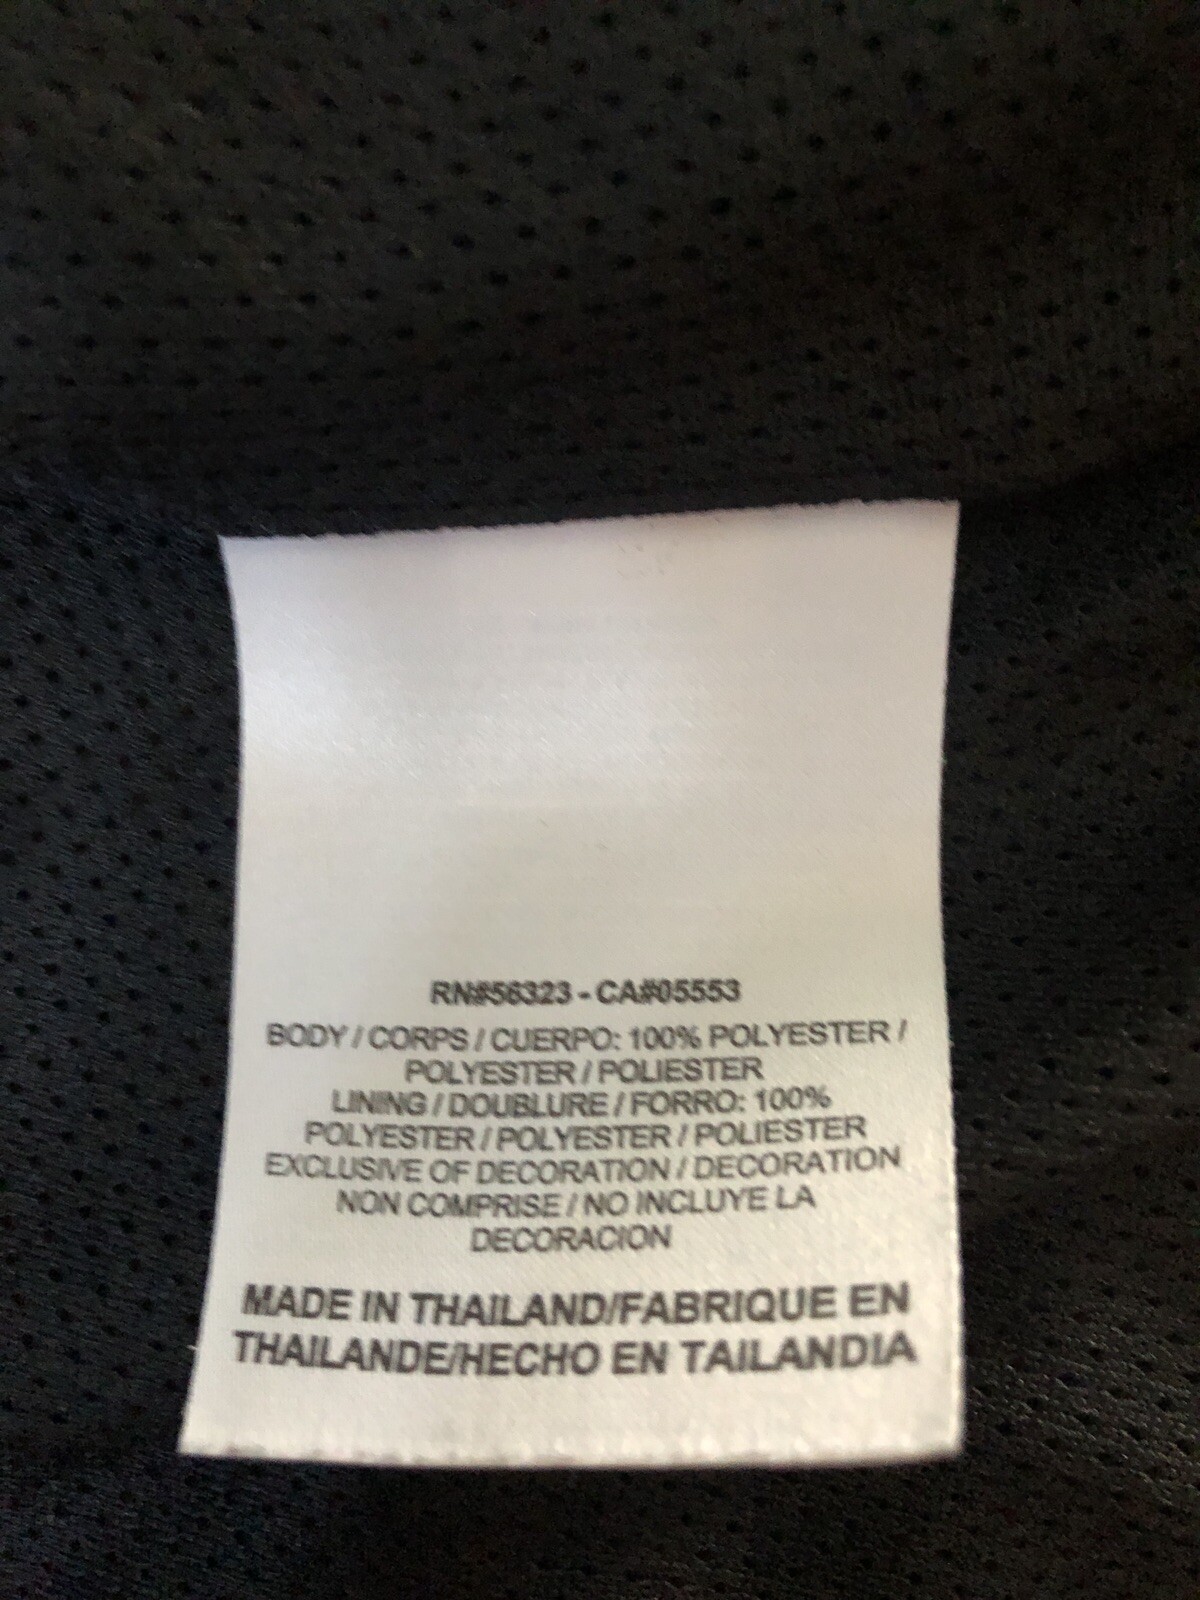 RN#56323 - CA#05553
BODY / CORPS / CUERPO: 100% POLYESTER /
POLYESTER / POLIESTER
LINING / DOUBLURE / FORRO: 100%
POLYESTER / POLYESTER / POLIESTER
EXCLUSIVE OF DECORATION / DECORATION
NON COMPRISE / NO INCLUYE LA
DECORACION
MADE IN THAILAND/FABRIQUE EN
THAILANDE/HECHO EN TAILANDIA